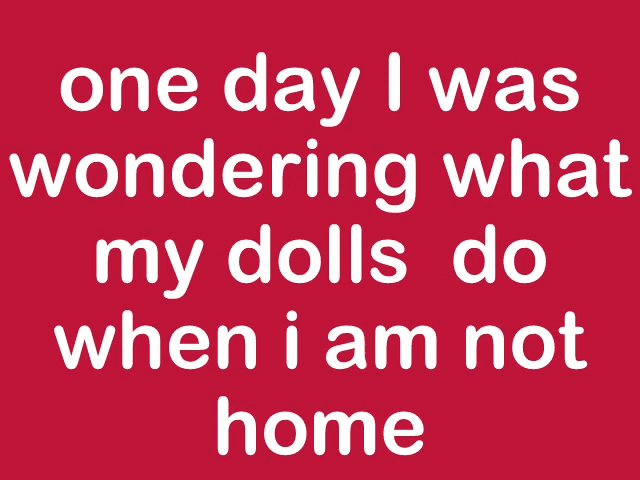 one day I was
wondering what
my dolls  do
when i am not
home